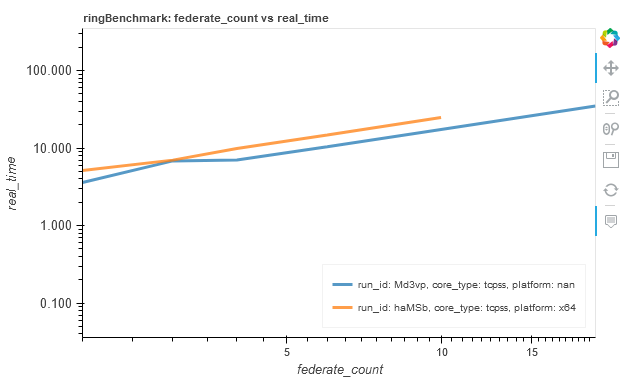 ringBenchmark: federate_count vs real_time
100.000
10.000
1.000
0.100
real_time
run_id: Md3vp, core_type: tcpss, platform: nan
run_id: haMSb, core_type: tcpss, platform: x64
5
10
15
federate_count